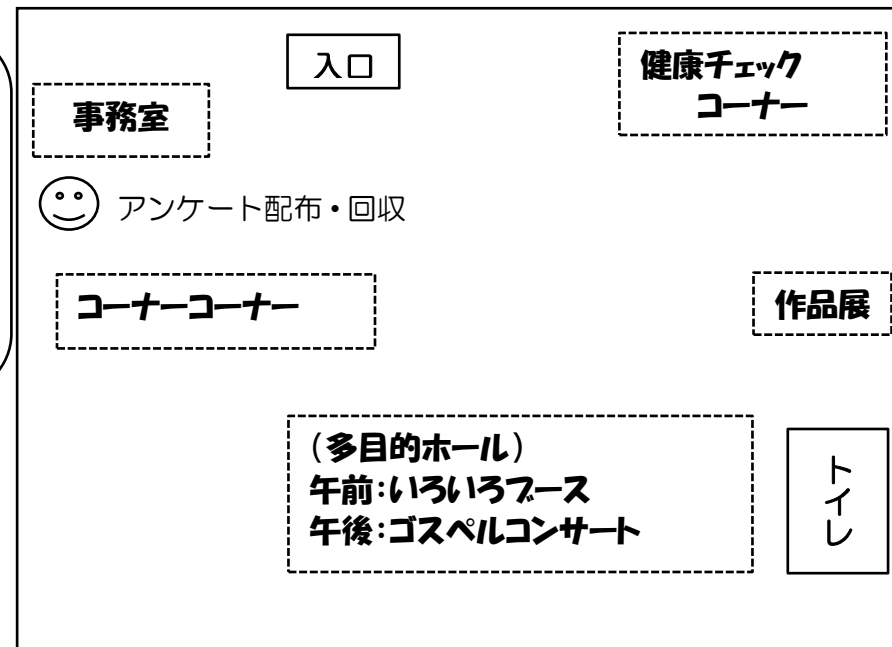 入口
健康チェック
コーナー
事務室
アンケート配布・回収
コーナーコーナー
作品展
(多目的ホール)
午前:いろいろブース
午後:ゴスペルコンサート
トイレ